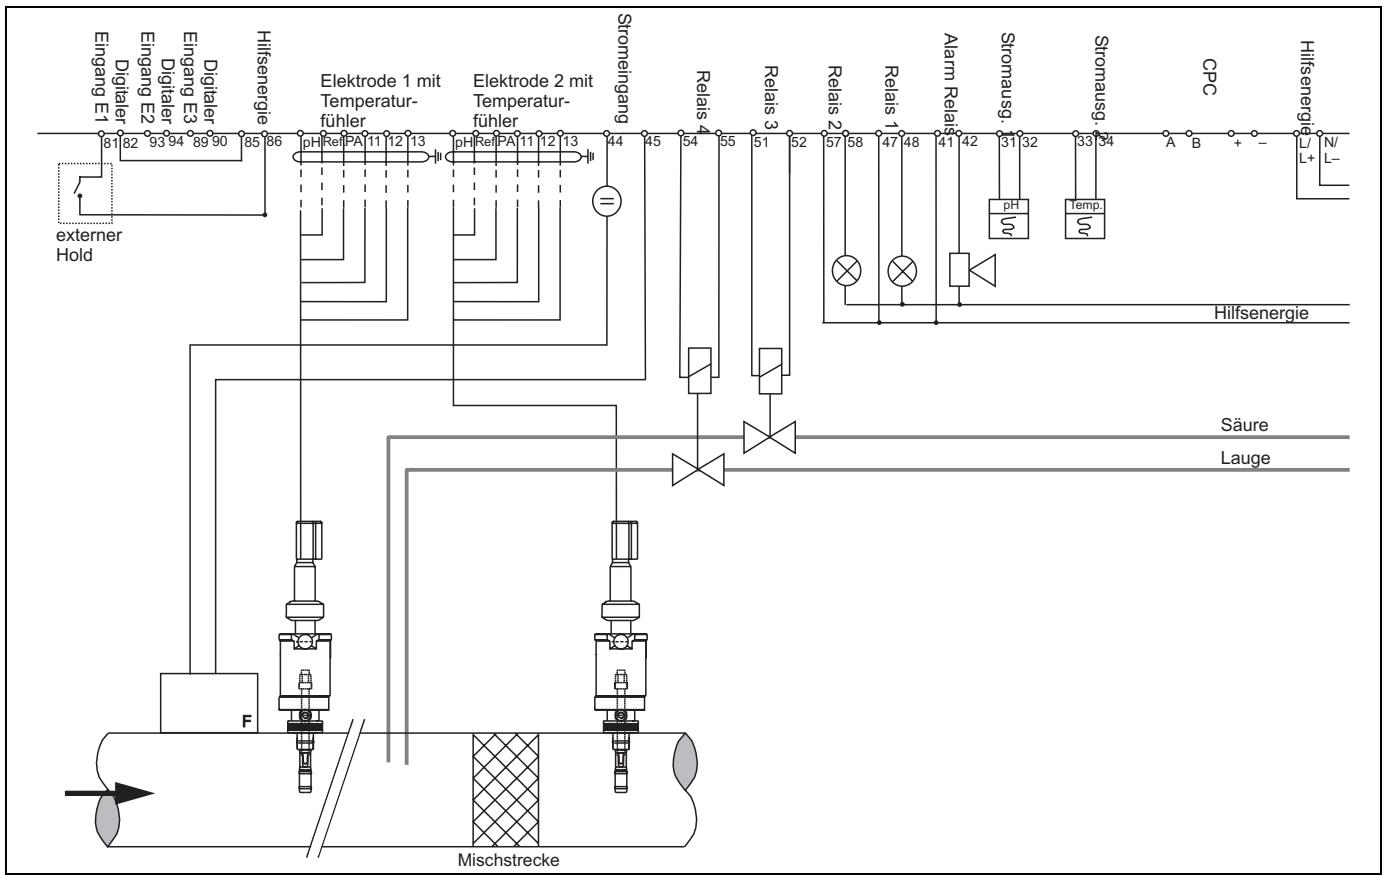 Eingang E1
Digitaler
Eingang E2
Digitaler
Eingang E3
Digitaler
Hilfsenergie
Elektrode 1 mit
Temperatur-
fühler
Elektrode 2 mit
Temperatur-
fühler
Stromeingang
Relais 4
Relais 3
Relais 2
Relais 1
Alarm Relais
Stromausg. 1
Stromausg. 2
CPC
Hilfsenergie
81 82 93 94 89 90 85 86 pH Ref PA 11 12 13 pH Ref PA 11 12 13 44 45 54 55 51 52 57 58 47 48 41 42 31 32 33 34 A B + – L/ N/
L+ L–
externer
Hold
pH
Temp.
Hilfsenergie
Säure
Lauge
F
Mischstrecke